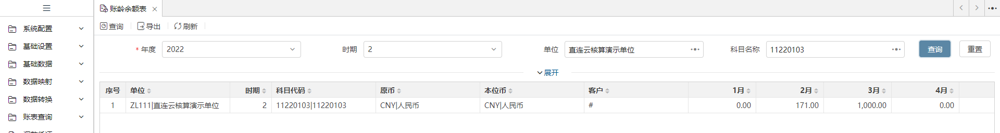 账龄余额表
系统配置
基础设置
基础数据
数据映射
数据转换
账表查询
查询 导出 刷新
* 年度 2022 时期 2 单位 直连云核算演示单位 科目名称 11220103 查询 重置
展开
序号 单位 时期 科目代码 原币 本位币 客户 1月 2月 3月 4月
1 ZL111|直连云核算演示单位 2 11220103|11220103 CNY|人民币 CNY|人民币 # 0.00 171.00 1,000.00 0.00